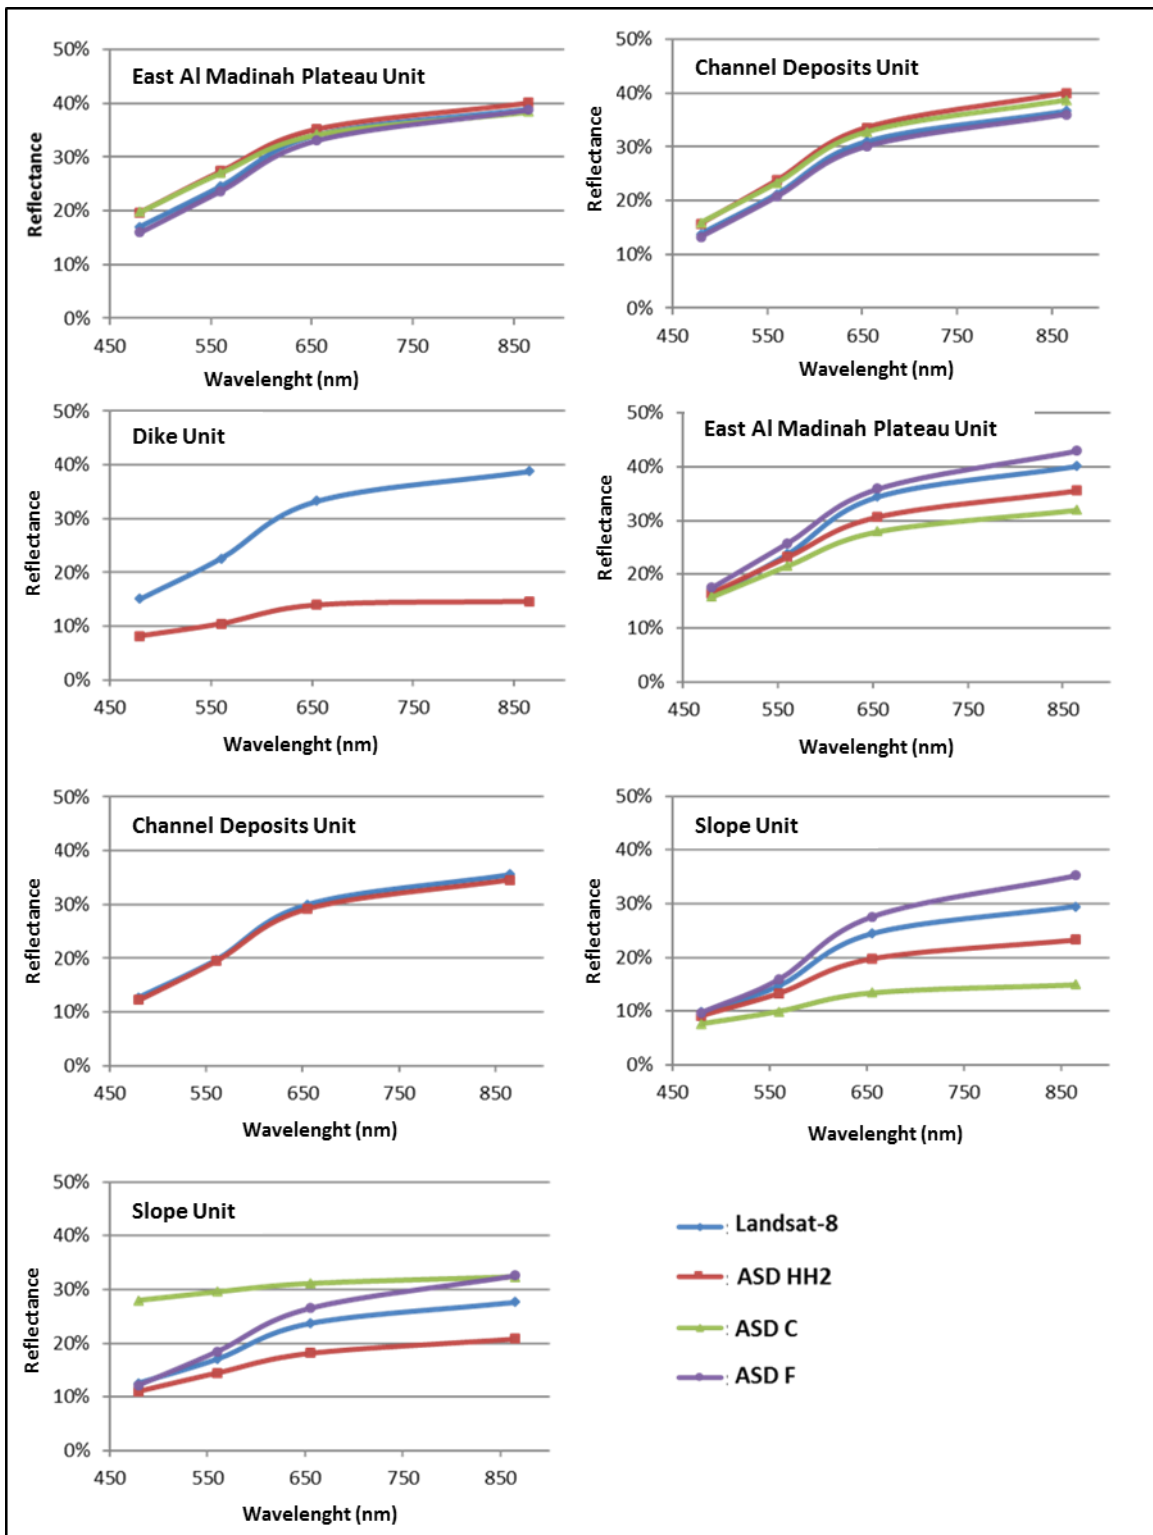 East Al Madinah Plateau Unit
Reflectance
50%
40%
30%
20%
10%
0%
450 550 650 750 850
Wavelenght (nm)
Channel Deposits Unit
Reflectance
50%
40%
30%
20%
10%
0%
450 550 650 750 850
Wavelenght (nm)
Dike Unit
Reflectance
50%
40%
30%
20%
10%
0%
450 550 650 750 850
Wavelenght (nm)
East Al Madinah Plateau Unit
Reflectance
50%
40%
30%
20%
10%
0%
450 550 650 750 850
Wavelenght (nm)
Channel Deposits Unit
Reflectance
50%
40%
30%
20%
10%
0%
450 550 650 750 850
Wavelenght (nm)
Slope Unit
Reflectance
50%
40%
30%
20%
10%
0%
450 550 650 750 850
Wavelenght (nm)
Slope Unit
Reflectance
50%
40%
30%
20%
10%
0%
450 550 650 750 850
Wavelenght (nm)
Landsat-8
ASD HH2
ASD C
ASD F